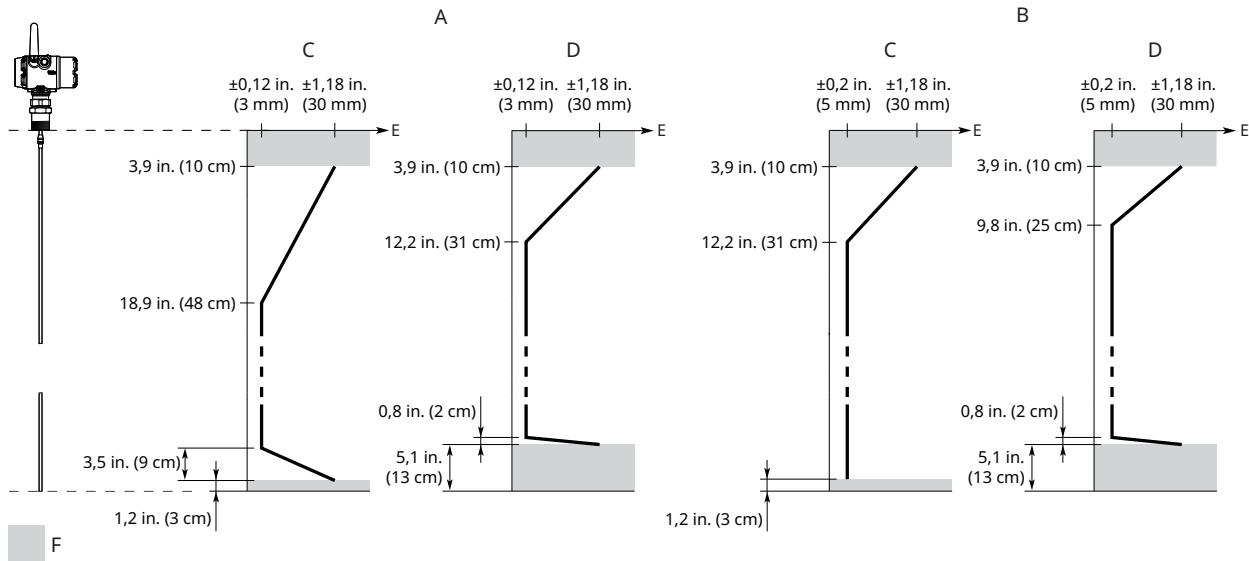 A
B
C
D
C
D
±0,12 in.
(3 mm)
±1,18 in.
(30 mm)
±0,12 in.
(3 mm)
±1,18 in.
(30 mm)
±0,2 in.
(5 mm)
±1,18 in.
(30 mm)
±0,2 in.
(5 mm)
±1,18 in.
(30 mm)
E
E
E
E
3,9 in. (10 cm)
3,9 in. (10 cm)
3,9 in. (10 cm)
3,9 in. (10 cm)
12,2 in. (31 cm)
12,2 in. (31 cm)
9,8 in. (25 cm)
18,9 in. (48 cm)
0,8 in. (2 cm)
0,8 in. (2 cm)
3,5 in. (9 cm)
5,1 in.
(13 cm)
5,1 in.
(13 cm)
1,2 in. (3 cm)
1,2 in. (3 cm)
F